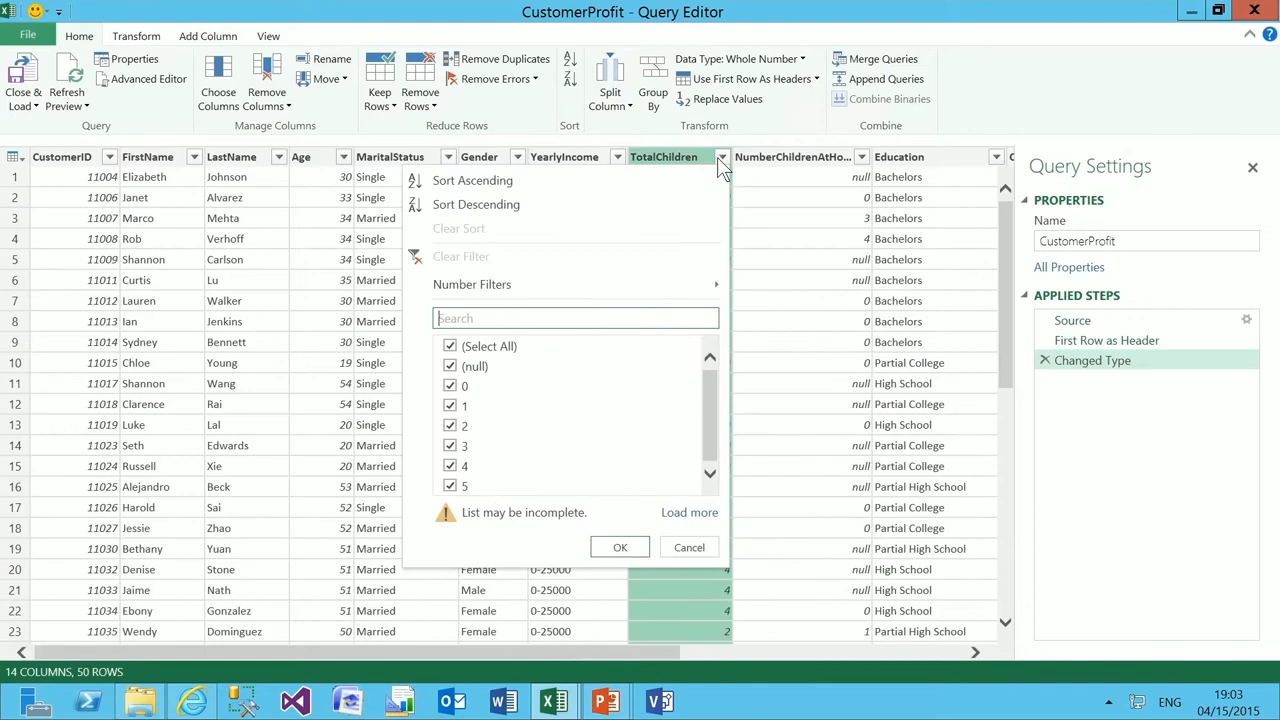 CustomerProfit - Query Editor
File Home Transform Add Column View
Close & Load
Refresh Preview
Properties
Advanced Editor
Query
Choose Columns
Remove Columns
Rename
Move
Manage Columns
Keep Rows
Remove Rows
Remove Duplicates
Remove Errors
Reduce Rows
Sort
Split Column
Group By
Data Type: Whole Number
Use First Row As Headers
Replace Values
Transform
Merge Queries
Append Queries
Combine Binaries
Combine
CustomerID FirstName LastName Age MaritalStatus Gender YearlyIncome TotalChildren NumberChildrenAtHo... Education
11004 Elizabeth Johnson 30 Single null Bachelors
2 11006 Janet Alvarez 33 Single 0 Bachelors
3 11007 Marco Mehta 34 Married 3 Bachelors
4 11008 Rob Verhoff 34 Single 4 Bachelors
5 11009 Shannon Carlson 34 Single null Bachelors
6 11011 Curtis Lu 35 Married null Bachelors
7 11012 Lauren Walker 30 Married 0 Bachelors
8 11013 Ian Jenkins 30 Married 0 Bachelors
9 11014 Sydney Bennett 30 Single 0 Bachelors
10 11015 Chloe Young 19 Single 0 Partial College
11 11017 Shannon Wang 54 Single null High School
12 11018 Clarence Rai 54 Single null Partial College
13 11019 Luke Lal 20 Single 0 High School
14 11023 Seth Edwards 20 Married null Partial College
15 11024 Russell Xie 20 Married null Partial College
16 11025 Alejandro Beck 53 Married null Partial High School
17 11026 Harold Sai 52 Single 0 Partial College
18 11027 Jessie Zhao 52 Married 0 Partial College
19 11030 Bethany Yuan 51 Married null Partial High School
20 11032 Denise Stone 51 Married Female 0-25000 4 null Partial High School
21 11033 Jaime Nath 51 Married Male 0-25000 4 null Partial High School
22 11034 Ebony Gonzalez 51 Married Female 0-25000 4 0 Partial High School
23 11035 Wendy Dominguez 50 Married Female 0-25000 2 1 Partial High School
Sort Ascending
Sort Descending
Clear Sort
Clear Filter
Number Filters
Search
(Select All)
(null)
0
1
2
3
4
5
List may be incomplete. Load more
OK Cancel
Query Settings
PROPERTIES
Name
CustomerProfit
All Properties
APPLIED STEPS
Source
First Row as Header
Changed Type
14 COLUMNS, 50 ROWS
ENG
19:03
04/15/2015